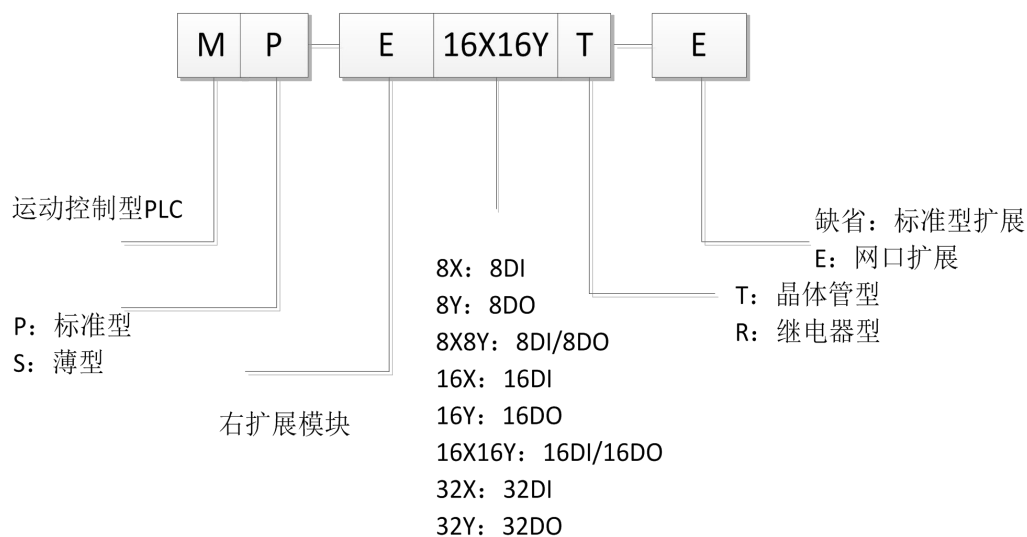 M P E 16X16Y T E
运动控制型PLC
P：标准型
S：薄型
右扩展模块
8X：8DI
8Y：8DO
8X8Y：8DI/8DO
16X：16DI
16Y：16DO
16X16Y：16DI/16DO
32X：32DI
32Y：32DO
T：晶体管型
R：继电器型
缺省：标准型扩展
E：网口扩展